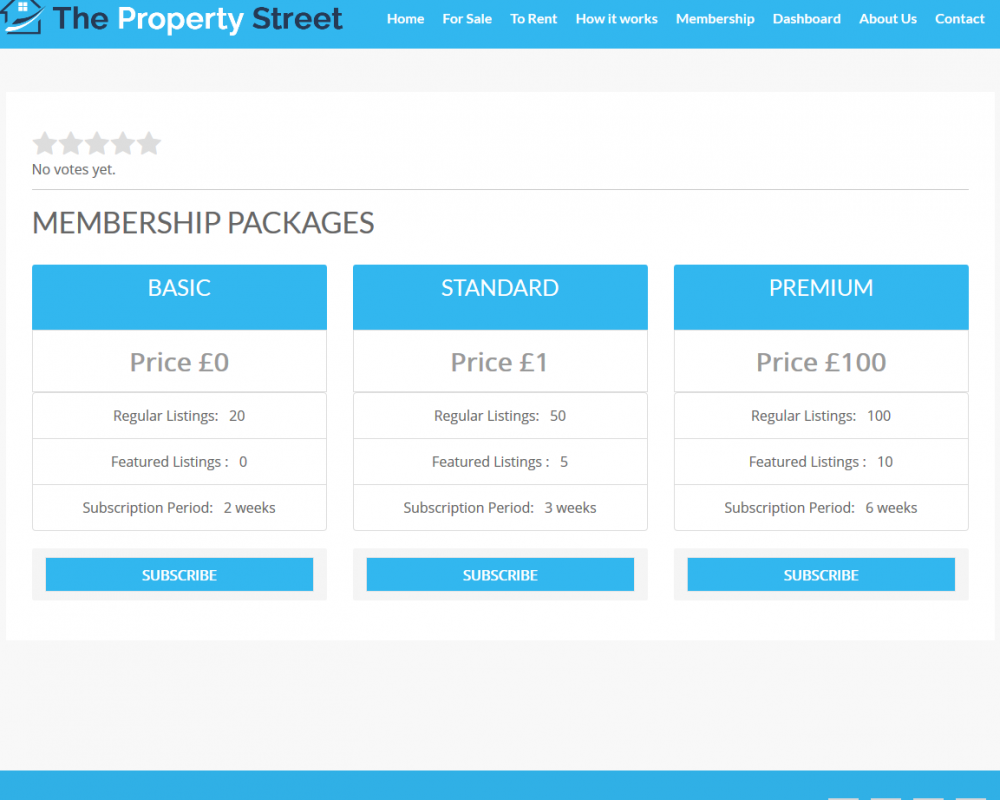 The Property Street
Home For Sale To Rent How it works Membership Dashboard About Us Contact
No votes yet.
MEMBERSHIP PACKAGES
BASIC STANDARD PREMIUM
Price £0 Price £1 Price £100
Regular Listings: 20 Regular Listings: 50 Regular Listings: 100
Featured Listings : 0 Featured Listings : 5 Featured Listings : 10
Subscription Period: 2 weeks Subscription Period: 3 weeks Subscription Period: 6 weeks
SUBSCRIBE SUBSCRIBE SUBSCRIBE